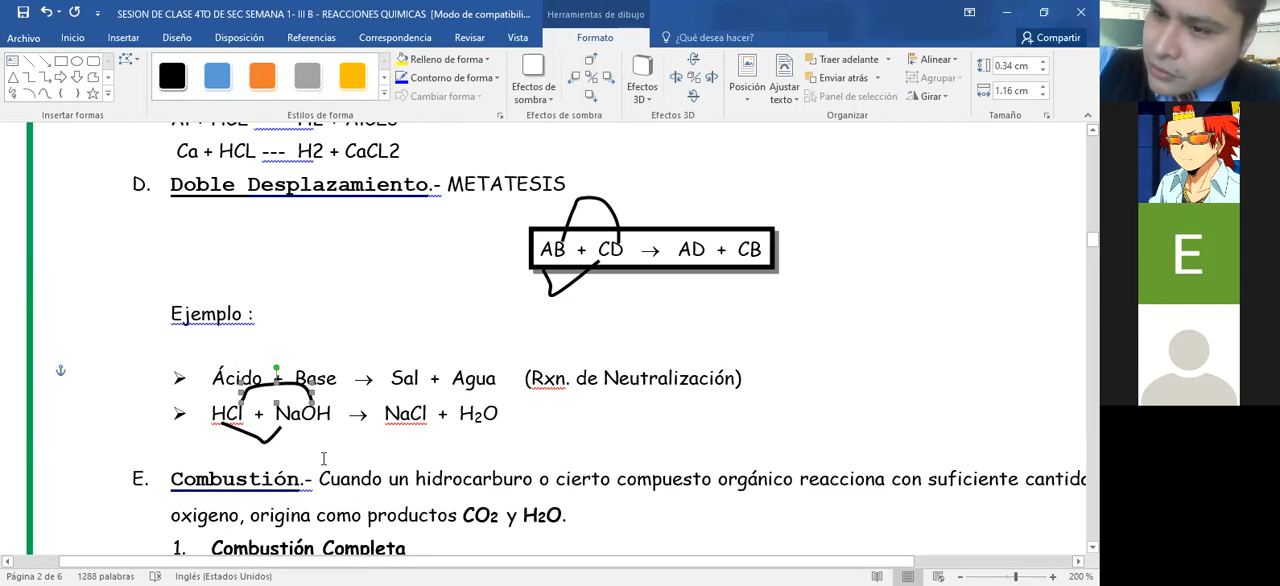 SESION DE CLASE 4TO DE SEC SEMANA 1- III B - REACCIONES QUIMICAS [Modo de compatibili...
Herramientas de dibujo
Archivo Inicio Insertar Diseño Disposición Referencias Correspondencia Revisar Vista Formato ¿Qué desea hacer? Compartir
Relleno de forma
Contorno de forma
Cambiar forma
Efectos de sombra
Efectos 3D
Posición
Ajustar texto
Traer adelante
Enviar atrás
Panel de selección
Alinear
Agrupar
Girar
0.34 cm
1.16 cm
Insertar formas Estilos de forma Efectos de sombra Efectos 3D Organizar Tamaño
Ca + HCL --- H2 + CaCL2
D. Doble Desplazamiento.- METATESIS
AB + CD → AD + CB
Ejemplo :
➢ Ácido + Base → Sal + Agua (Rxn. de Neutralización)
➢ HCl + NaOH → NaCl + H₂O
E. Combustión.- Cuando un hidrocarburo o cierto compuesto orgánico reacciona con suficiente cantida
oxigeno, origina como productos CO2 y H2O.
1. Combustión Completa
Página 2 de 6 1288 palabras Inglés (Estados Unidos) 200 %
E